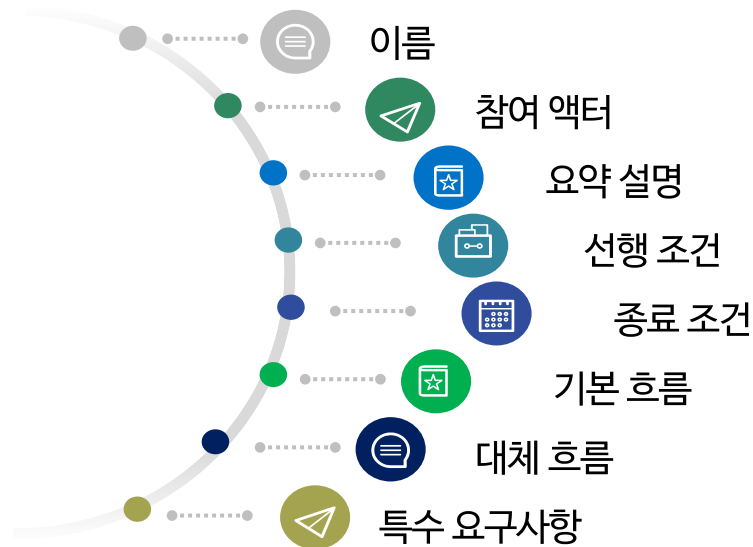 이름
참여 액터
요약 설명
선행 조건
종료 조건
기본 흐름
대체 흐름
특수 요구사항